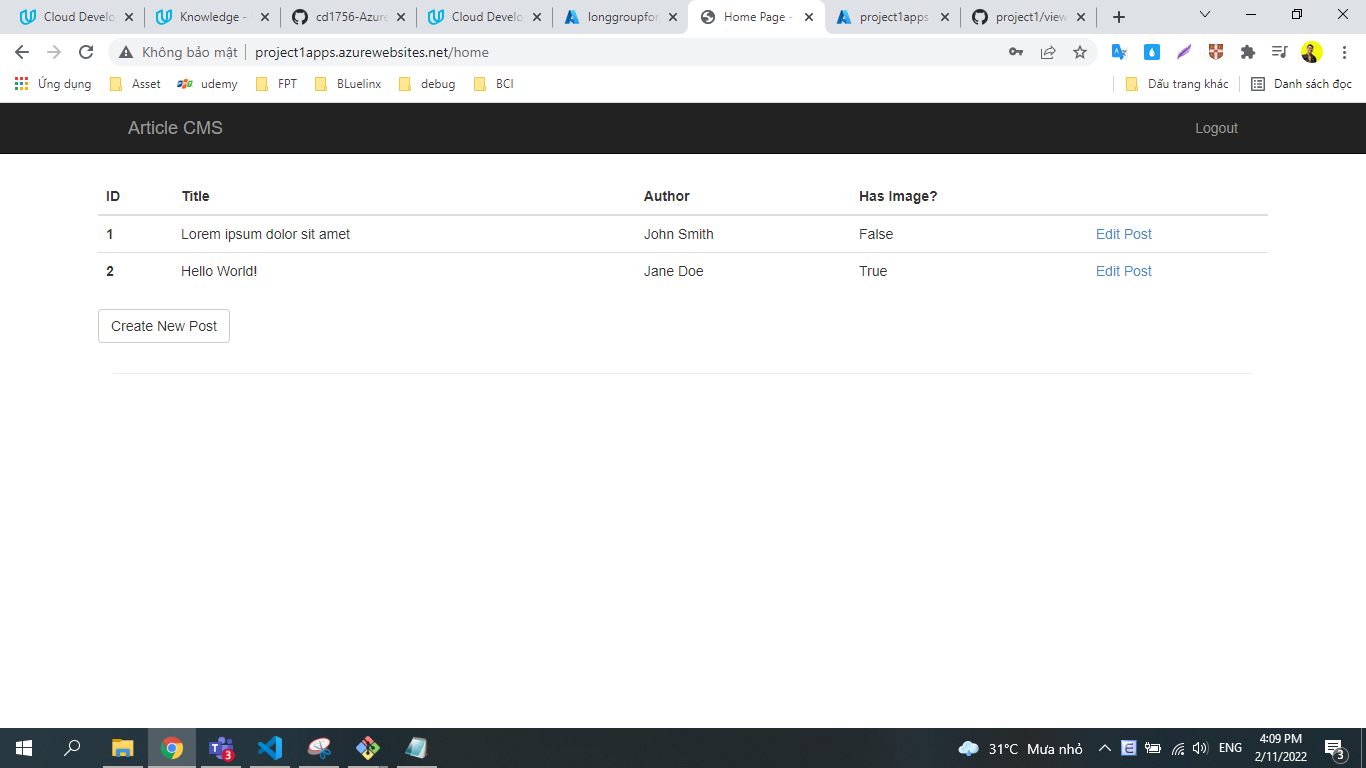 Cloud Develo
Knowledge -
cd1756-Azure
Cloud Develo
longgroupfor
Home Page -
project1apps
project1/view
Không bảo mật
project1apps.azurewebsites.net/home
Ứng dụng
Asset
udemy
FPT
BLuelinx
debug
BCI
Dấu trang khác
Danh sách đọc
Article CMS
Logout
ID Title Author Has Image?
1 Lorem ipsum dolor sit amet John Smith False Edit Post
2 Hello World! Jane Doe True Edit Post
Create New Post
3
31°C Mưa nhỏ
ENG
4:09 PM
2/11/2022
3